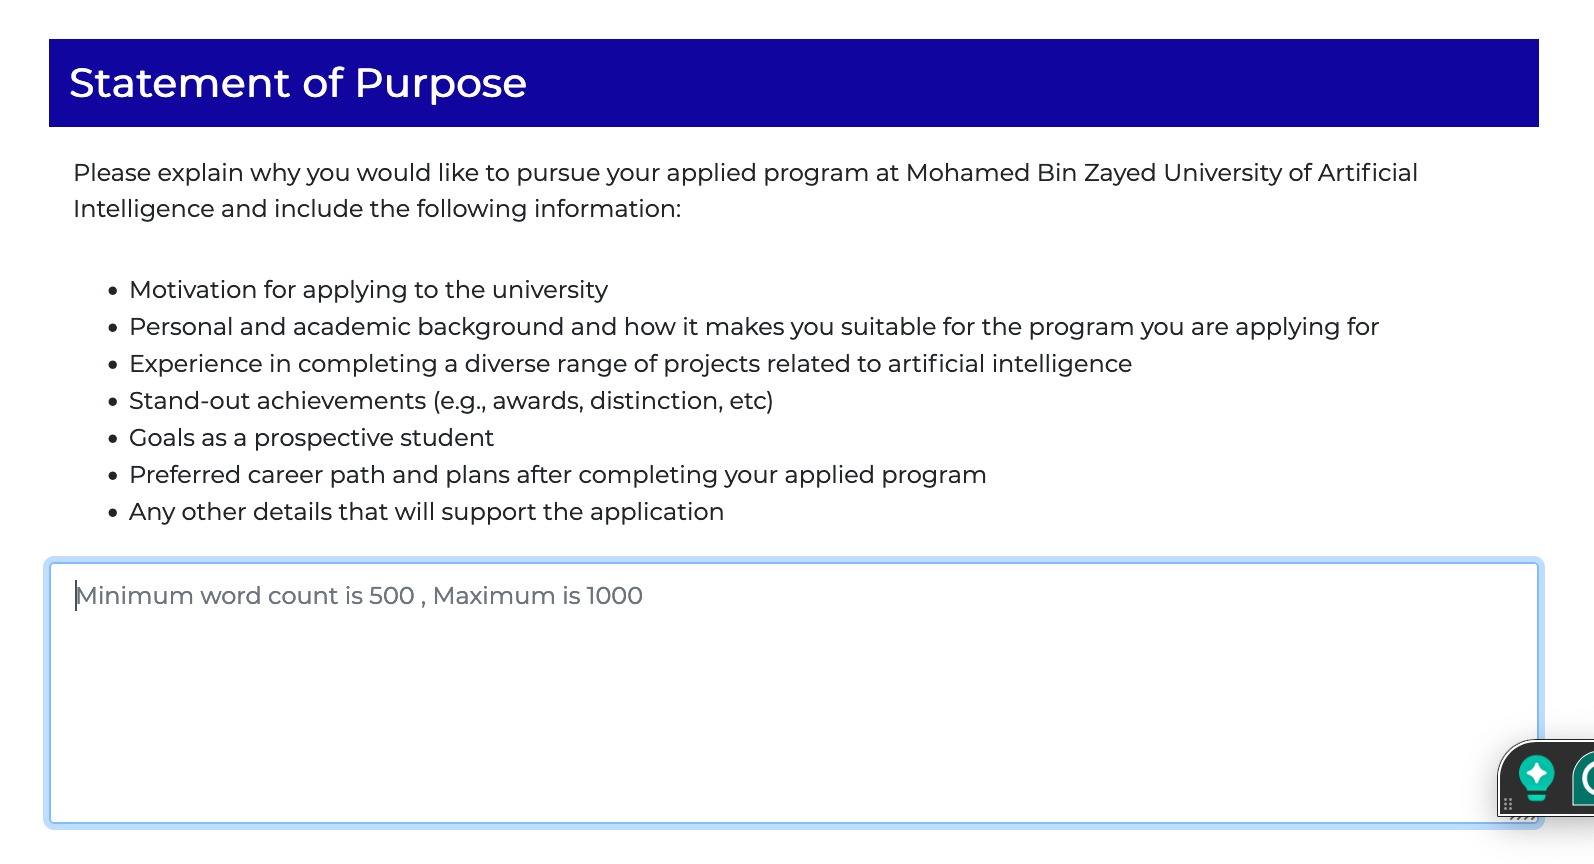 Statement of Purpose
Please explain why you would like to pursue your applied program at Mohamed Bin Zayed University of Artificial
Intelligence and include the following information:
• Motivation for applying to the university
• Personal and academic background and how it makes you suitable for the program you are applying for
• Experience in completing a diverse range of projects related to artificial intelligence
• Stand-out achievements (e.g., awards, distinction, etc)
• Goals as a prospective student
• Preferred career path and plans after completing your applied program
• Any other details that will support the application
Minimum word count is 500 , Maximum is 1000